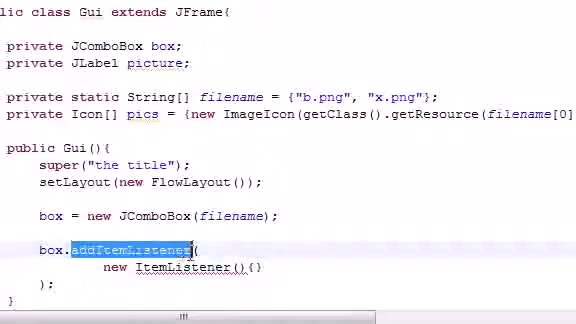 lic class Gui extends JFrame{
private JComboBox box;
private JLabel picture;
private static String[] filename = {"b.png", "x.png"};
private Icon[] pics = {new ImageIcon(getClass().getResource(filename[0]
public Gui(){
super("the title");
setLayout(new FlowLayout());
box = new JComboBox(filename);
box.addItemListener(
new ItemListener(){}
);
}